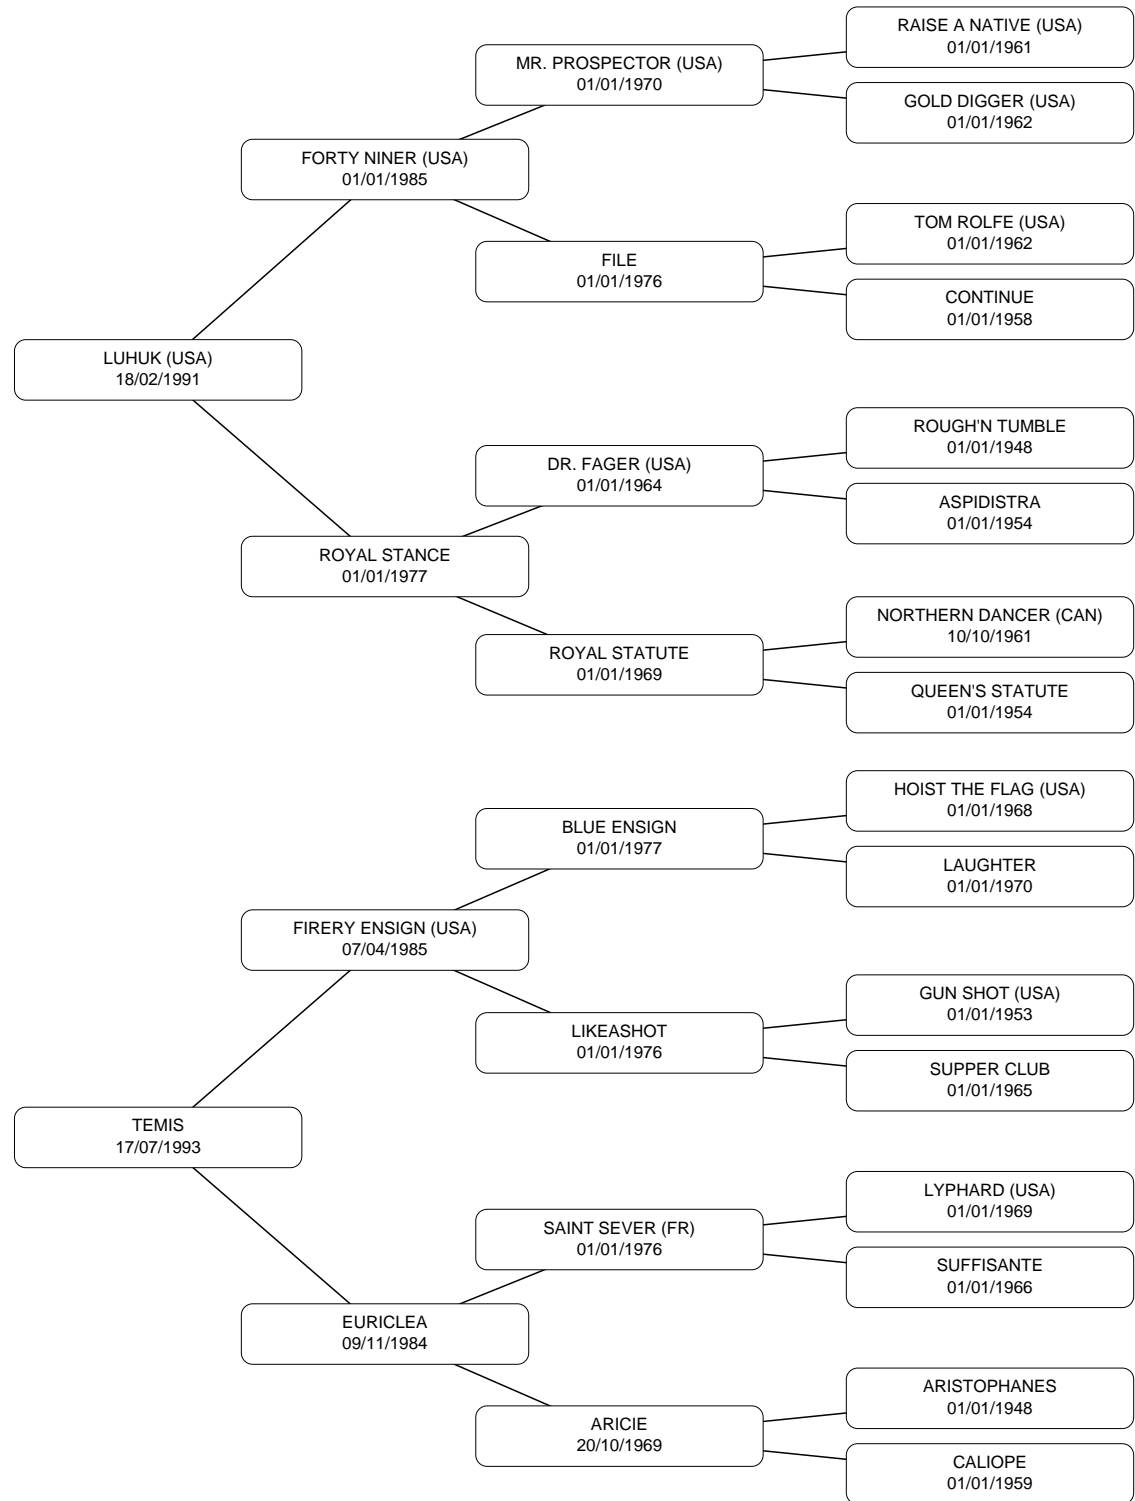 RAISE A NATIVE (USA)
01/01/1961
MR. PROSPECTOR (USA)
01/01/1970
GOLD DIGGER (USA)
01/01/1962
FORTY NINER (USA)
01/01/1985
TOM ROLFE (USA)
01/01/1962
FILE
01/01/1976
CONTINUE
01/01/1958
LUHUK (USA)
18/02/1991
ROUGH'N TUMBLE
01/01/1948
DR. FAGER (USA)
01/01/1964
ASPIDISTRA
01/01/1954
ROYAL STANCE
01/01/1977
NORTHERN DANCER (CAN)
10/10/1961
ROYAL STATUTE
01/01/1969
QUEEN'S STATUTE
01/01/1954
HOIST THE FLAG (USA)
01/01/1968
BLUE ENSIGN
01/01/1977
LAUGHTER
01/01/1970
FIRERY ENSIGN (USA)
07/04/1985
GUN SHOT (USA)
01/01/1953
LIKEASHOT
01/01/1976
SUPPER CLUB
01/01/1965
TEMIS
17/07/1993
LYPHARD (USA)
01/01/1969
SAINT SEVER (FR)
01/01/1976
SUFFISANTE
01/01/1966
EURICLEA
09/11/1984
ARISTOPHANES
01/01/1948
ARICIE
20/10/1969
CALIOPE
01/01/1959